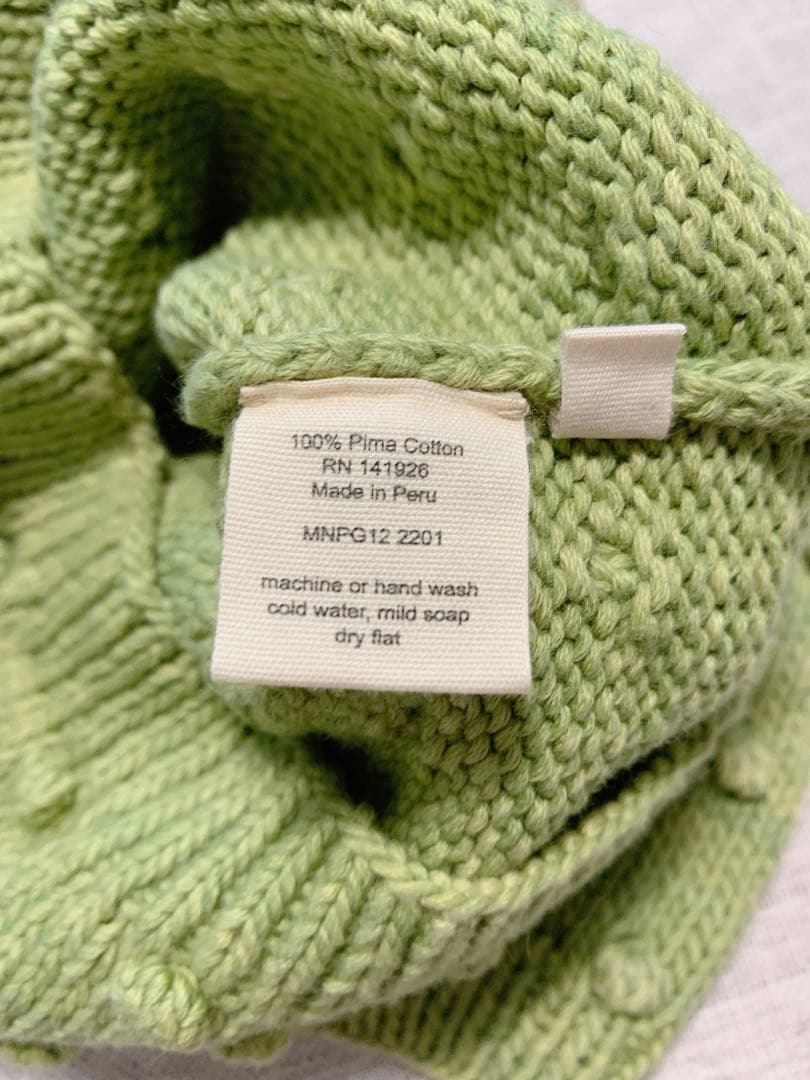 100% Pima Cotton
RN 141926
Made in Peru
MNPG12 2201
machine or hand wash
cold water, mild soap
dry flat